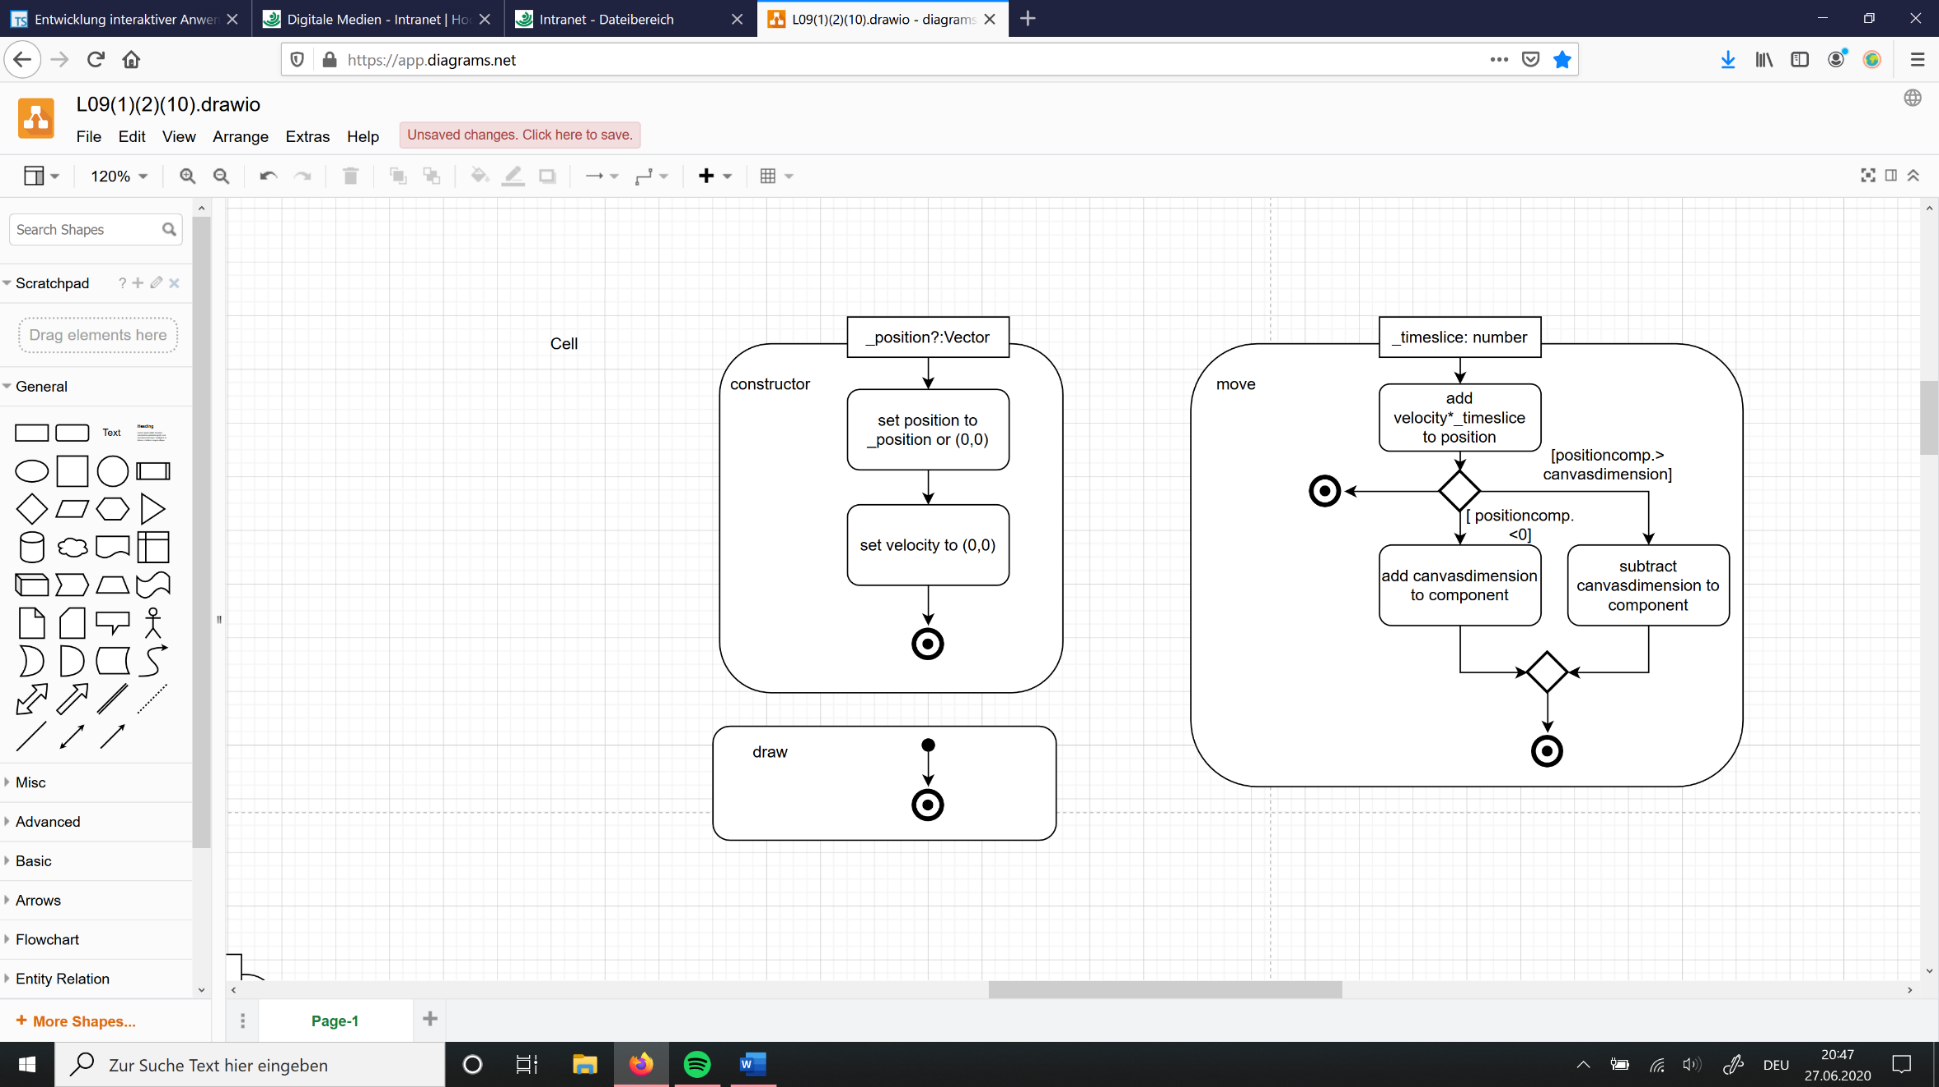 Entwicklung interaktiver Anwen
Digitale Medien - Intranet | Ho
Intranet - Dateibereich
L09(1)(2)(10).drawio - diagrams
https://app.diagrams.net
L09(1)(2)(10).drawio
File Edit View Arrange Extras Help
Unsaved changes. Click here to save.
120%
Search Shapes
Scratchpad
?
Drag elements here
General
Text
Heading
Misc
Advanced
Basic
Arrows
Flowchart
Entity Relation
+ More Shapes...
Cell
_position?:Vector
constructor
set position to
_position or (0,0)
set velocity to (0,0)
draw
_timeslice: number
move
add
velocity*_timeslice
to position
[positioncomp.>
canvasdimension]
[ positioncomp.
<0]
add canvasdimension
to component
subtract
canvasdimension to
component
Page-1
Zur Suche Text hier eingeben
DEU
20:47
27.06.2020